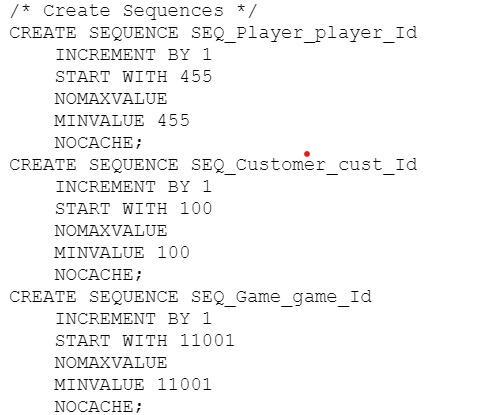 /* Create Sequences */
CREATE SEQUENCE SEQ_Player_player_Id
INCREMENT BY 1
START WITH 455
NOMAXVALUE
MINVALUE 455
NOCACHE;
CREATE SEQUENCE SEQ_Customer_cust_Id
INCREMENT BY 1
START WITH 100
NOMAXVALUE
MINVALUE 100
NOCACHE;
CREATE SEQUENCE SEQ_Game_game_Id
INCREMENT BY 1
START WITH 11001
NOMAXVALUE
MINVALUE 11001
NOCACHE;